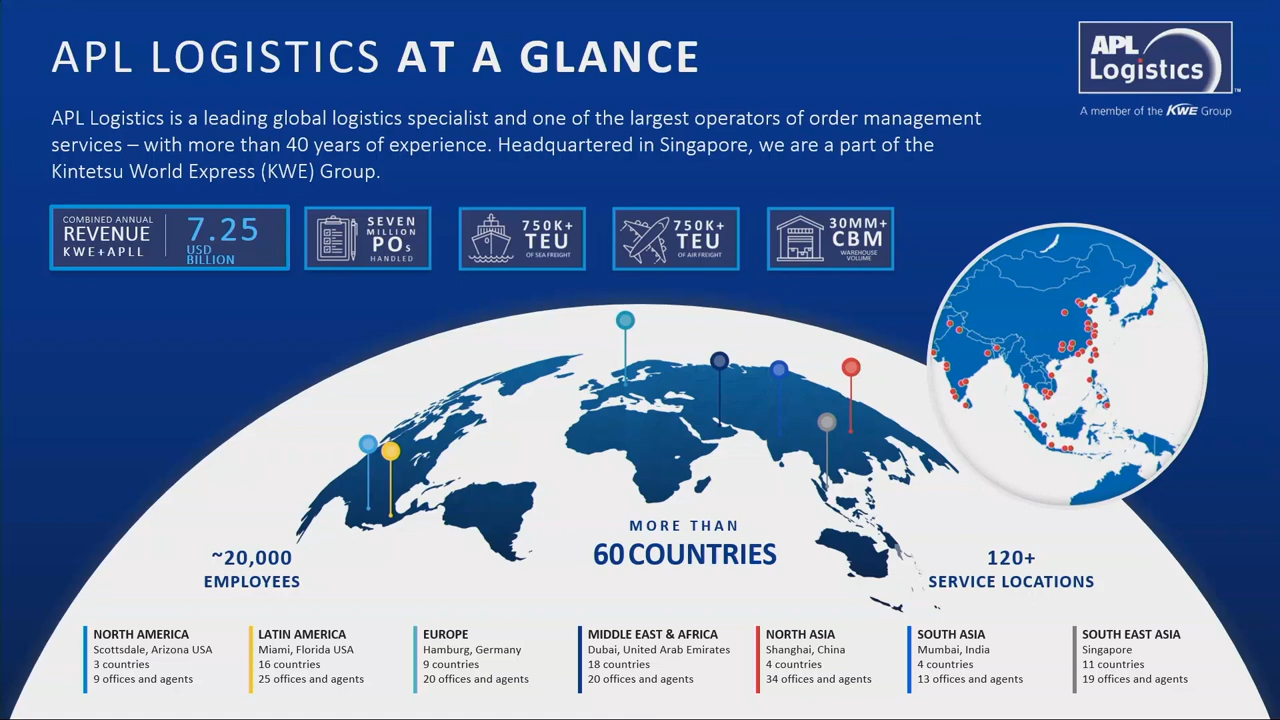 APL LOGISTICS AT A GLANCE
APL Logistics
TM
A member of the KWE Group
APL Logistics is a leading global logistics specialist and one of the largest operators of order management
services – with more than 40 years of experience. Headquartered in Singapore, we are a part of the
Kintetsu World Express (KWE) Group.
COMBINED ANNUAL
REVENUE
KWE+APLL
7.25
USD
BILLION
SEVEN
MILLION
POs
HANDLED
750K+
TEU
OF SEA FREIGHT
750K+
TEU
OF AIR FREIGHT
30MM+
CBM
WAREHOUSE
VOLUME
MORE THAN
60 COUNTRIES
~20,000
EMPLOYEES
120+
SERVICE LOCATIONS
NORTH AMERICA
Scottsdale, Arizona USA
3 countries
9 offices and agents
LATIN AMERICA
Miami, Florida USA
16 countries
25 offices and agents
EUROPE
Hamburg, Germany
9 countries
20 offices and agents
MIDDLE EAST & AFRICA
Dubai, United Arab Emirates
18 countries
20 offices and agents
NORTH ASIA
Shanghai, China
4 countries
34 offices and agents
SOUTH ASIA
Mumbai, India
4 countries
13 offices and agents
SOUTH EAST ASIA
Singapore
11 countries
19 offices and agents